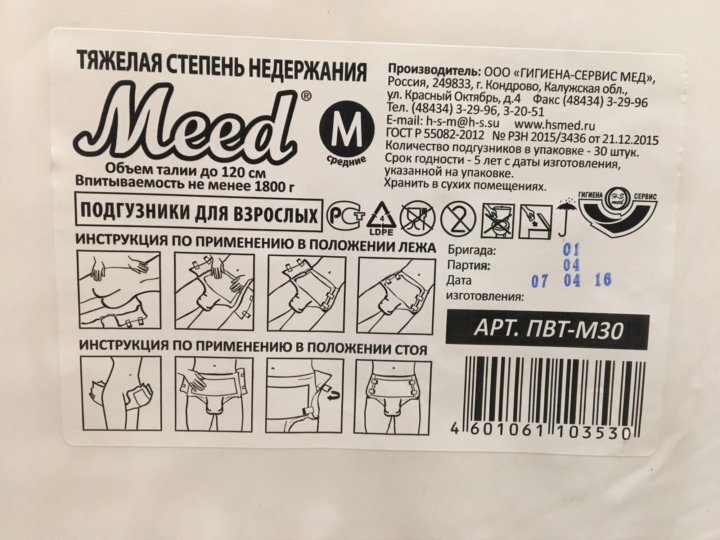 ТЯЖЕЛАЯ СТЕПЕНЬ НЕДЕРЖАНИЯ
Meed®
M
средние
Объем талии до 120 см
Впитываемость не менее 1800 г
ПОДГУЗНИКИ ДЛЯ ВЗРОСЛЫХ
Производитель: ООО «ГИГИЕНА-СЕРВИС МЕД»,
Россия, 249833, г. Кондрово, Калужская обл.,
ул. Красный Октябрь, д.4 Факс (48434) 3-29-96
Тел. (48434) 3-29-96, 3-20-51
E-mail: h-s-m@h-s.su www.hsmed.ru
ГОСТ Р 55082-2012 № РЗН 2015/3436 от 21.12.2015
Количество подгузников в упаковке - 30 штук.
Срок годности - 5 лет с даты изготовления,
указанной на упаковке.
Хранить в сухих помещениях.
РСТ
4
LDPE
2
ГИГИЕНА СЕРВИС
HS
med
ИНСТРУКЦИЯ ПО ПРИМЕНЕНИЮ В ПОЛОЖЕНИИ ЛЕЖА
Бригада: 01
Партия: 04
Дата 07 04 16
изготовления:
АРТ. ПВТ-М30
ИНСТРУКЦИЯ ПО ПРИМЕНЕНИЮ В ПОЛОЖЕНИИ СТОЯ
4 601061 103530